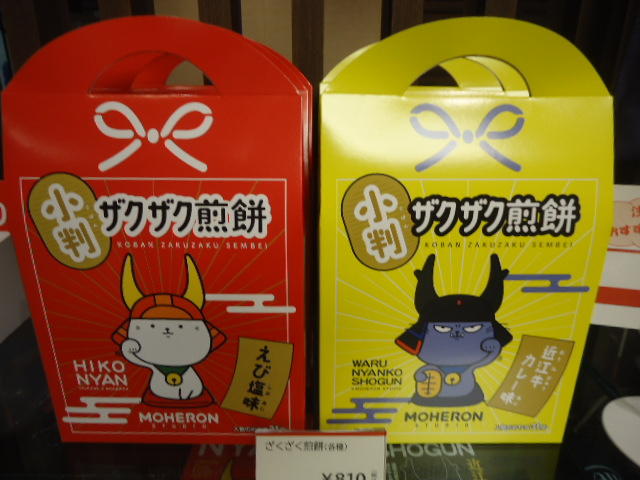 小判
ザクザク煎餅
KOBAN ZAKUZAKU SEMBEI
HIKO
NYAN
えび塩味
MOHERON
STUDIO
小判
ザクザク煎餅
KOBAN ZAKUZAKU SEMBEI
WARU
NYANKO
SHOGUN
近江牛
カレー味
MOHERON
STUDIO
ざくざく煎餅(各種)
¥810
SHOGUN